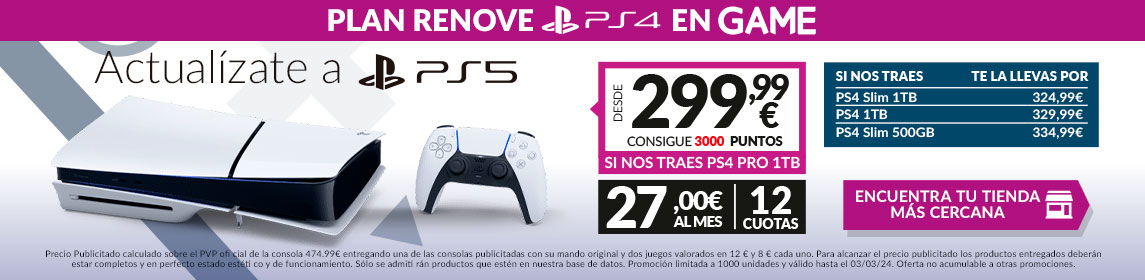 PLAN RENOVE PS4 EN GAME
Actualízate a PS5
DESDE
299,99€
CONSIGUE 3000 PUNTOS
SI NOS TRAES PS4 PRO 1TB
27,00€ AL MES
12 CUOTAS
SI NOS TRAES TE LA LLEVAS POR
PS4 Slim 1TB 324,99€
PS4 1TB 329,99€
PS4 Slim 500GB 334,99€
ENCUENTRA TU TIENDA
MÁS CERCANA
Precio Publicitado calculado sobre el PVP ofi cial de la consola 474.99€ entregando una de las consolas publicitadas con su mando original y dos juegos valorados en 12 € y 8 € cada uno. Para alcanzar el precio publicitado los productos entregados deberán
estar completos y en perfecto estado estéti co y de funcionamiento. Sólo se admiti rán productos que estén en nuestra base de datos. Promoción limitada a 1000 unidades y válido hasta el 03/03/24. Oferta no acumulable a otras promociones.